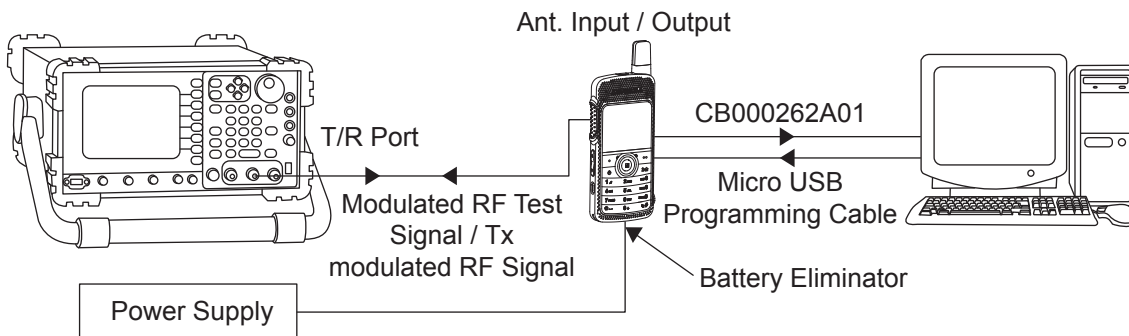 Ant. Input / Output
T/R Port
CB000262A01
Modulated RF Test
Signal / Tx
modulated RF Signal
Micro USB
Programming Cable
Battery Eliminator
Power Supply